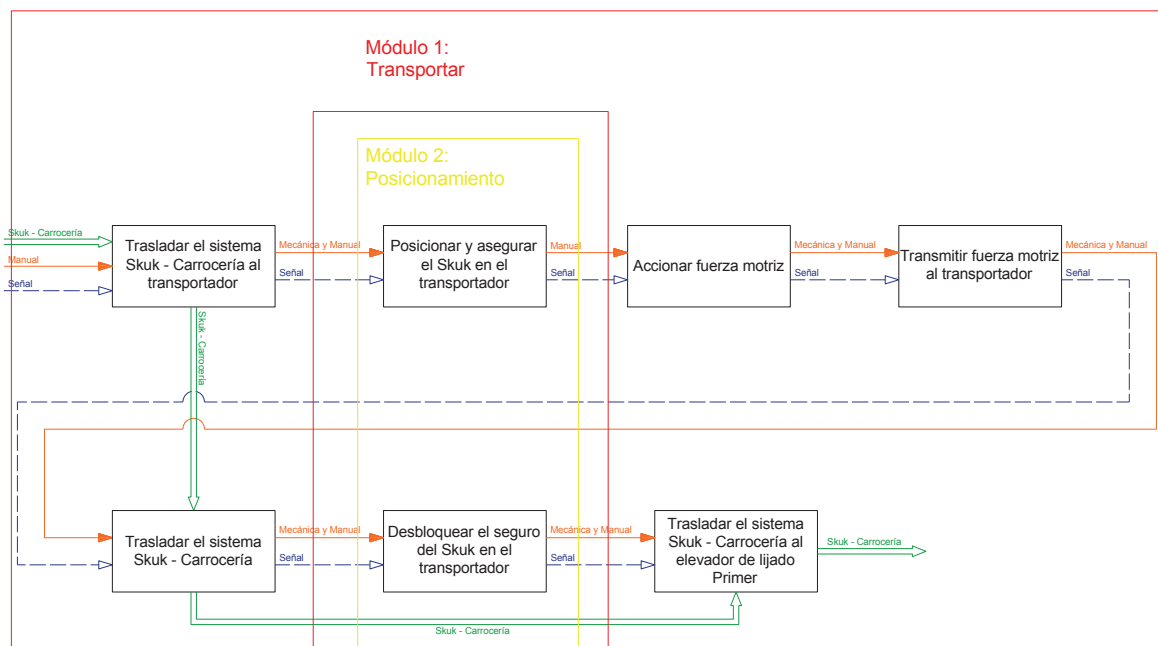 Módulo 1:
Transportar
Módulo 2:
Posicionamiento
Skuk - Carrocería
Manual
Señal
Trasladar el sistema
Skuk - Carrocería al
transportador
Mecánica y Manual
Señal
Posicionar y asegurar
el Skuk en el
transportador
Manual
Señal
Accionar fuerza motriz
Mecánica y Manual
Señal
Transmitir fuerza motriz
al transportador
Mecánica y Manual
Señal
Skuk - Carrocería
Trasladar el sistema
Skuk - Carrocería
Mecánica y Manual
Señal
Desbloquear el seguro
del Skuk en el
transportador
Mecánica y Manual
Señal
Trasladar el sistema
Skuk - Carrocería al
elevador de lijado
Primer
Skuk - Carrocería
Skuk - Carrocería